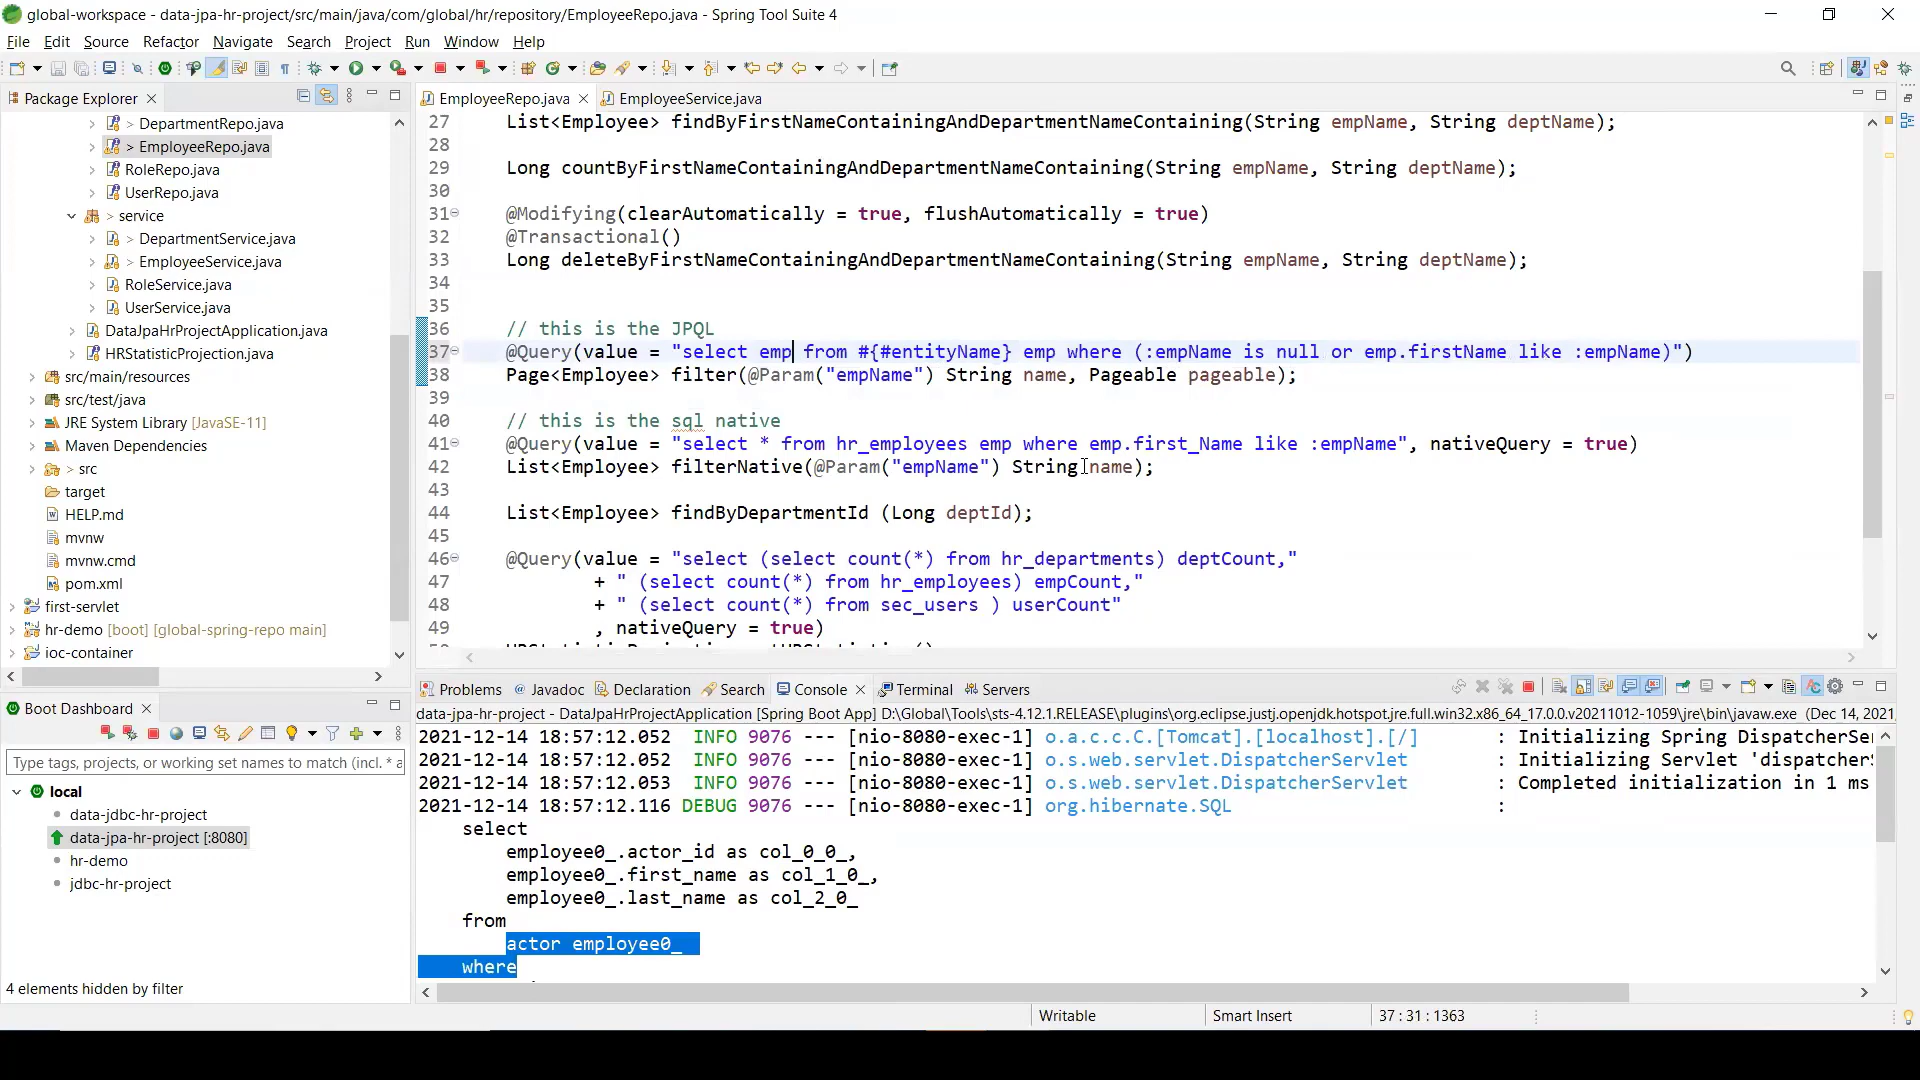 global-workspace - data-jpa-hr-project/src/main/java/com/global/hr/repository/EmployeeRepo.java - Spring Tool Suite 4
File Edit Source Refactor Navigate Search Project Run Window Help
Package Explorer
> DepartmentRepo.java
> EmployeeRepo.java
RoleRepo.java
UserRepo.java
> service
> DepartmentService.java
> EmployeeService.java
RoleService.java
UserService.java
DataJpaHrProjectApplication.java
HRStatisticProjection.java
src/main/resources
src/test/java
JRE System Library [JavaSE-11]
Maven Dependencies
> src
target
HELP.md
mvnw
mvnw.cmd
pom.xml
first-servlet
hr-demo [boot] [global-spring-repo main]
ioc-container
Boot Dashboard
Type tags, projects, or working set names to match (incl. * a
local
data-jdbc-hr-project
data-jpa-hr-project [:8080]
hr-demo
jdbc-hr-project
4 elements hidden by filter
EmployeeRepo.java EmployeeService.java
27 List<Employee> findByFirstNameContainingAndDepartmentNameContaining(String empName, String deptName);
28
29 Long countByFirstNameContainingAndDepartmentNameContaining(String empName, String deptName);
30
31 @Modifying(clearAutomatically = true, flushAutomatically = true)
32 @Transactional()
33 Long deleteByFirstNameContainingAndDepartmentNameContaining(String empName, String deptName);
34
35
36 // this is the JPQL
37 @Query(value = "select emp from #{#entityName} emp where (:empName is null or emp.firstName like :empName)")
38 Page<Employee> filter(@Param("empName") String name, Pageable pageable);
39
40 // this is the sql native
41 @Query(value = "select * from hr_employees emp where emp.first_Name like :empName", nativeQuery = true)
42 List<Employee> filterNative(@Param("empName") String name);
43
44 List<Employee> findByDepartmentId (Long deptId);
45
46 @Query(value = "select (select count(*) from hr_departments) deptCount,"
47 + " (select count(*) from hr_employees) empCount,"
48 + " (select count(*) from sec_users ) userCount"
49 , nativeQuery = true)
Problems Javadoc Declaration Search Console Terminal Servers
data-jpa-hr-project - DataJpaHrProjectApplication [Spring Boot App] D:\Global\Tools\sts-4.12.1.RELEASE\plugins\org.eclipse.justj.openjdk.hotspot.jre.full.win32.x86_64_17.0.0.v20211012-1059\jre\bin\javaw.exe (Dec 14, 2021,
2021-12-14 18:57:12.052 INFO 9076 --- [nio-8080-exec-1] o.a.c.c.C.[Tomcat].[localhost].[/] : Initializing Spring DispatcherSer
2021-12-14 18:57:12.052 INFO 9076 --- [nio-8080-exec-1] o.s.web.servlet.DispatcherServlet : Initializing Servlet 'dispatcherS
2021-12-14 18:57:12.053 INFO 9076 --- [nio-8080-exec-1] o.s.web.servlet.DispatcherServlet : Completed initialization in 1 ms
2021-12-14 18:57:12.116 DEBUG 9076 --- [nio-8080-exec-1] org.hibernate.SQL :
select
employee0_.actor_id as col_0_0_,
employee0_.first_name as col_1_0_,
employee0_.last_name as col_2_0_
from
actor employee0_
where
Writable Smart Insert 37 : 31 : 1363